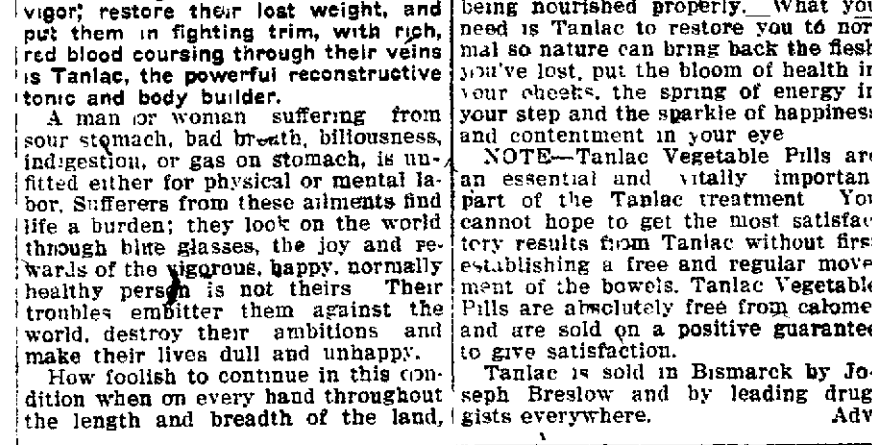 vigor; restore their lost weight, and
put them in fighting trim, with rich,
red blood coursing through their veins
is Tanlac, the powerful reconstructive
tonic and body builder.
A man or woman suffering from
sour stomach, bad breath, biliousness,
indigestion, or gas on stomach, is un-
fitted either for physical or mental la-
bor. Sufferers from these ailments find
life a burden; they look on the world
through blue glasses, the joy and re-
wards of the vigorous, happy, normally
healthy person is not theirs Their
troubles embitter them against the
world, destroy their ambitions and
make their lives dull and unhappy.
How foolish to continue in this con-
dition when on every hand throughout
the length and breadth of the land,
being nourished properly. What you
need is Tanlac to restore you to nor
mal so nature can bring back the flesh
you've lost, put the bloom of health in
your cheeks, the spring of energy in
your step and the sparkle of happiness
and contentment in your eye
NOTE—Tanlac Vegetable Pills are
an essential and vitally importan
part of the Tanlac treatment You
cannot hope to get the most satisfac
tory results from Tanlac without first
establishing a free and regular move
ment of the bowels. Tanlac Vegetable
Pills are absolutely free from calome
and are sold on a positive guarantee
to give satisfaction.
Tanlac is sold in Bismarck by Jo-
seph Breslow and by leading drug
gists everywhere. Adv